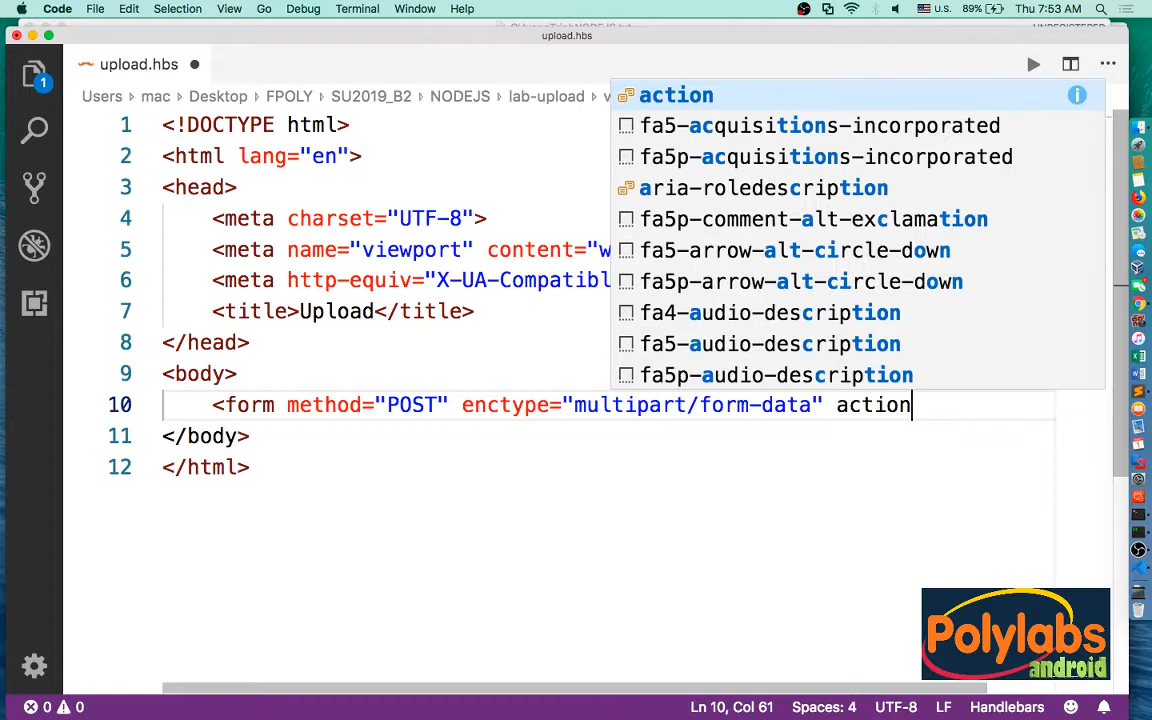 Code File Edit Selection View Go Debug Terminal Window Help U.S. 89% Thu 7:53 AM
UNREGISTERED
upload.hbs
1
upload.hbs
Users mac Desktop FPOLY SU2019_B2 NODEJS lab-upload
action
fa5-acquisitions-incorporated
fa5p-acquisitions-incorporated
aria-roledescription
fa5p-comment-alt-exclamation
fa5-arrow-alt-circle-down
fa5p-arrow-alt-circle-down
fa4-audio-description
fa5-audio-description
fa5p-audio-description
1 <!DOCTYPE html>
2 <html lang="en">
3 <head>
4 <meta charset="UTF-8">
5 <meta name="viewport" content="w
6 <meta http-equiv="X-UA-Compatibl
7 <title>Upload</title>
8 </head>
9 <body>
10 <form method="POST" enctype="multipart/form-data" action
11 </body>
12 </html>
Polylabs
android
0 0 Ln 10, Col 61 Spaces: 4 UTF-8 LF Handlebars